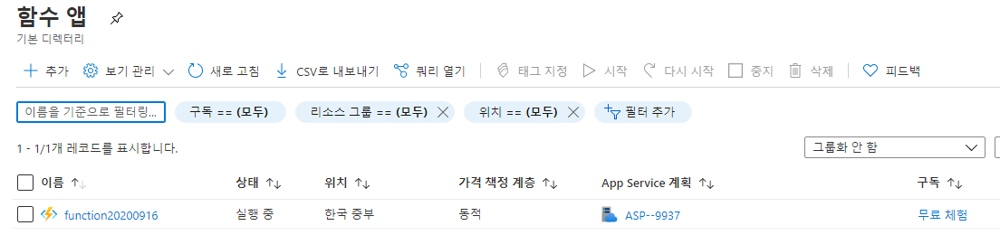 함수 앱
기본 디렉터리
추가 보기 관리 새로 고침 CSV로 내보내기 쿼리 열기 태그 지정 시작 다시 시작 중지 삭제 피드백
이름을 기준으로 필터링... 구독 == (모두) 리소스 그룹 == (모두) 위치 == (모두) 필터 추가
1 - 1/1개 레코드를 표시합니다. 그룹화 안 함
이름 상태 위치 가격 책정 계층 App Service 계획 구독
function20200916 실행 중 한국 중부 동적 ASP--9937 무료 체험